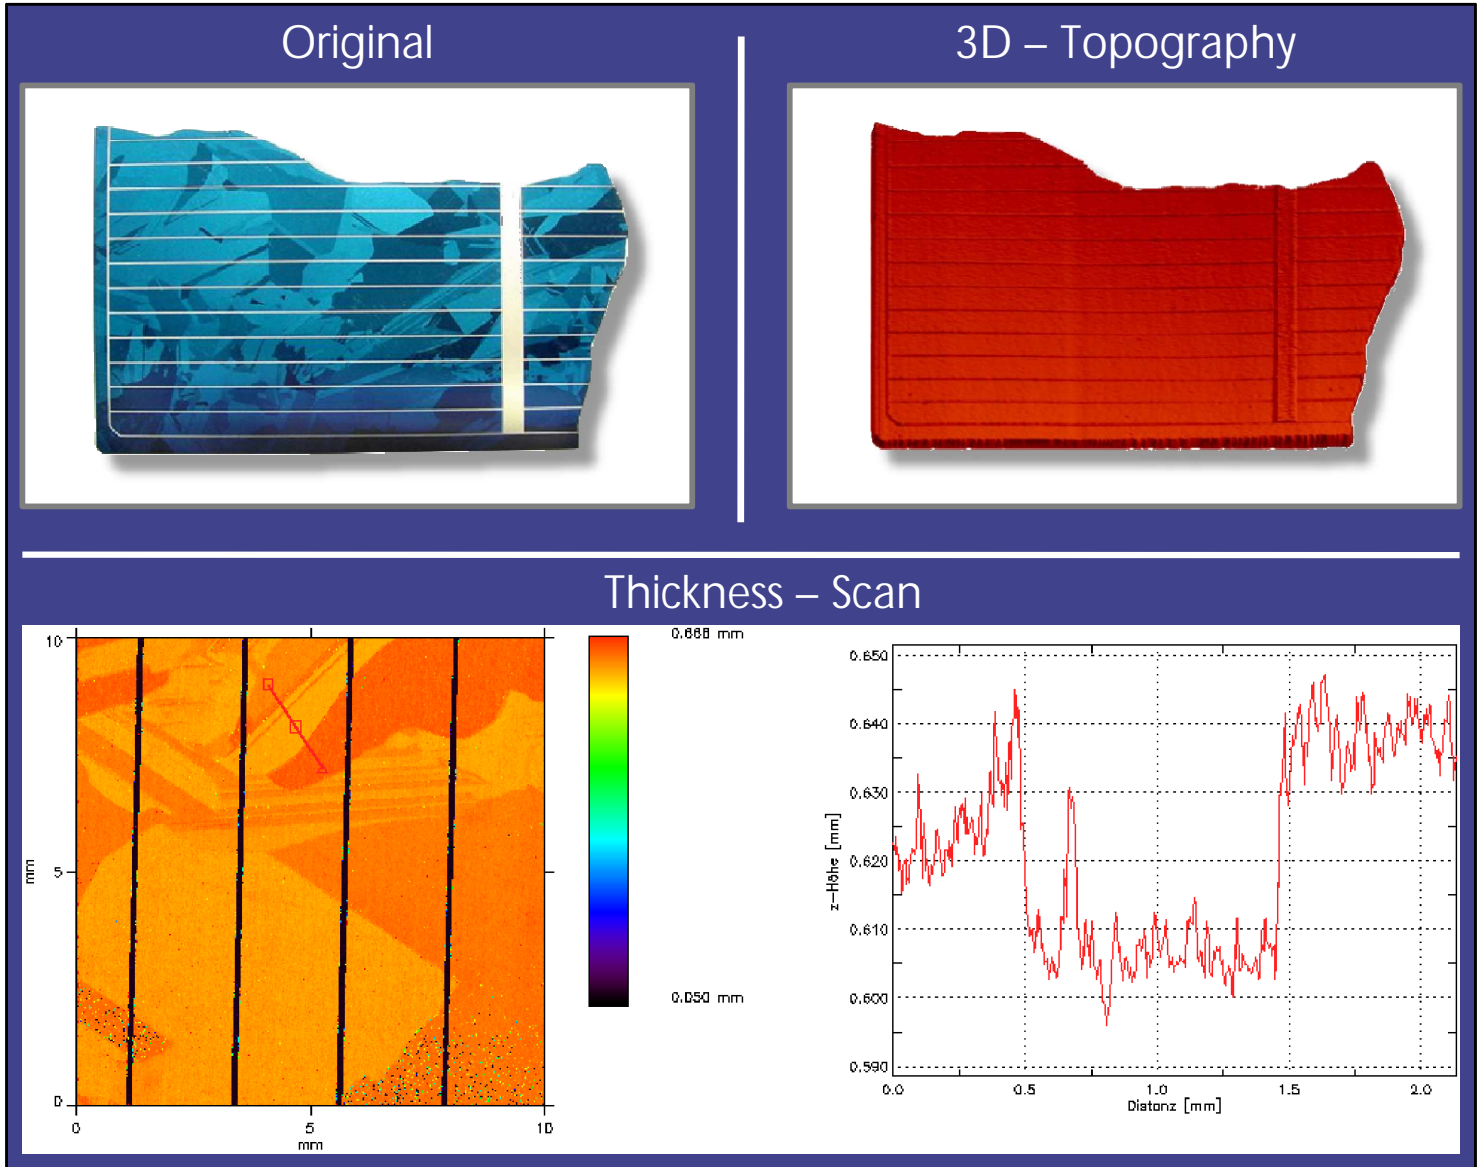 Original
3D – Topography
Thickness – Scan
10
5
0
mm
0
5
10
mm
0.668 mm
0.050 mm
0.650
0.640
0.630
0.620
0.610
0.600
0.590
z-Höhe [mm]
0.0
0.5
1.0
1.5
2.0
Distanz [mm]